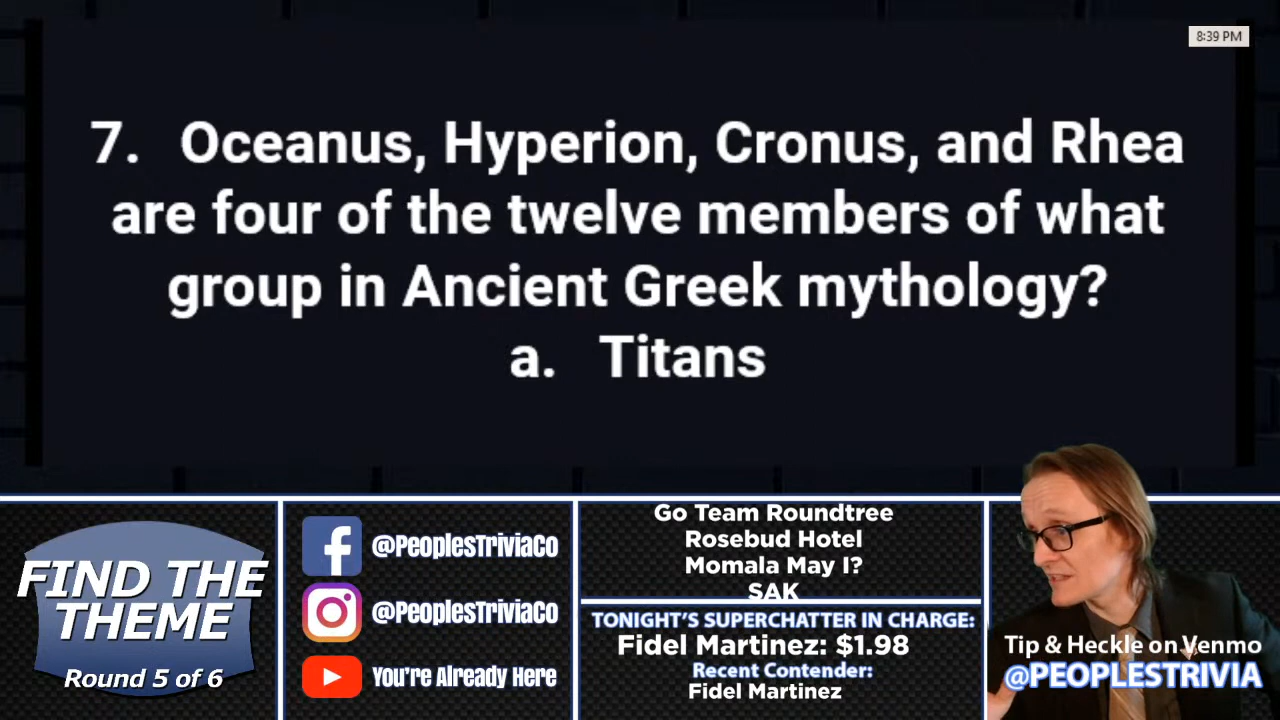 8:39 PM
7. Oceanus, Hyperion, Cronus, and Rhea
are four of the twelve members of what
group in Ancient Greek mythology?
a. Titans
FIND THE
THEME
Round 5 of 6
@PeoplesTriviaCo
@PeoplesTriviaCo
You're Already Here
Go Team Roundtree
Rosebud Hotel
Momala May I?
SAK
TONIGHT'S SUPERCHATTER IN CHARGE:
Fidel Martinez: $1.98
Recent Contender:
Fidel Martinez
Tip & Heckle on Venmo
@PEOPLESTRIVIA